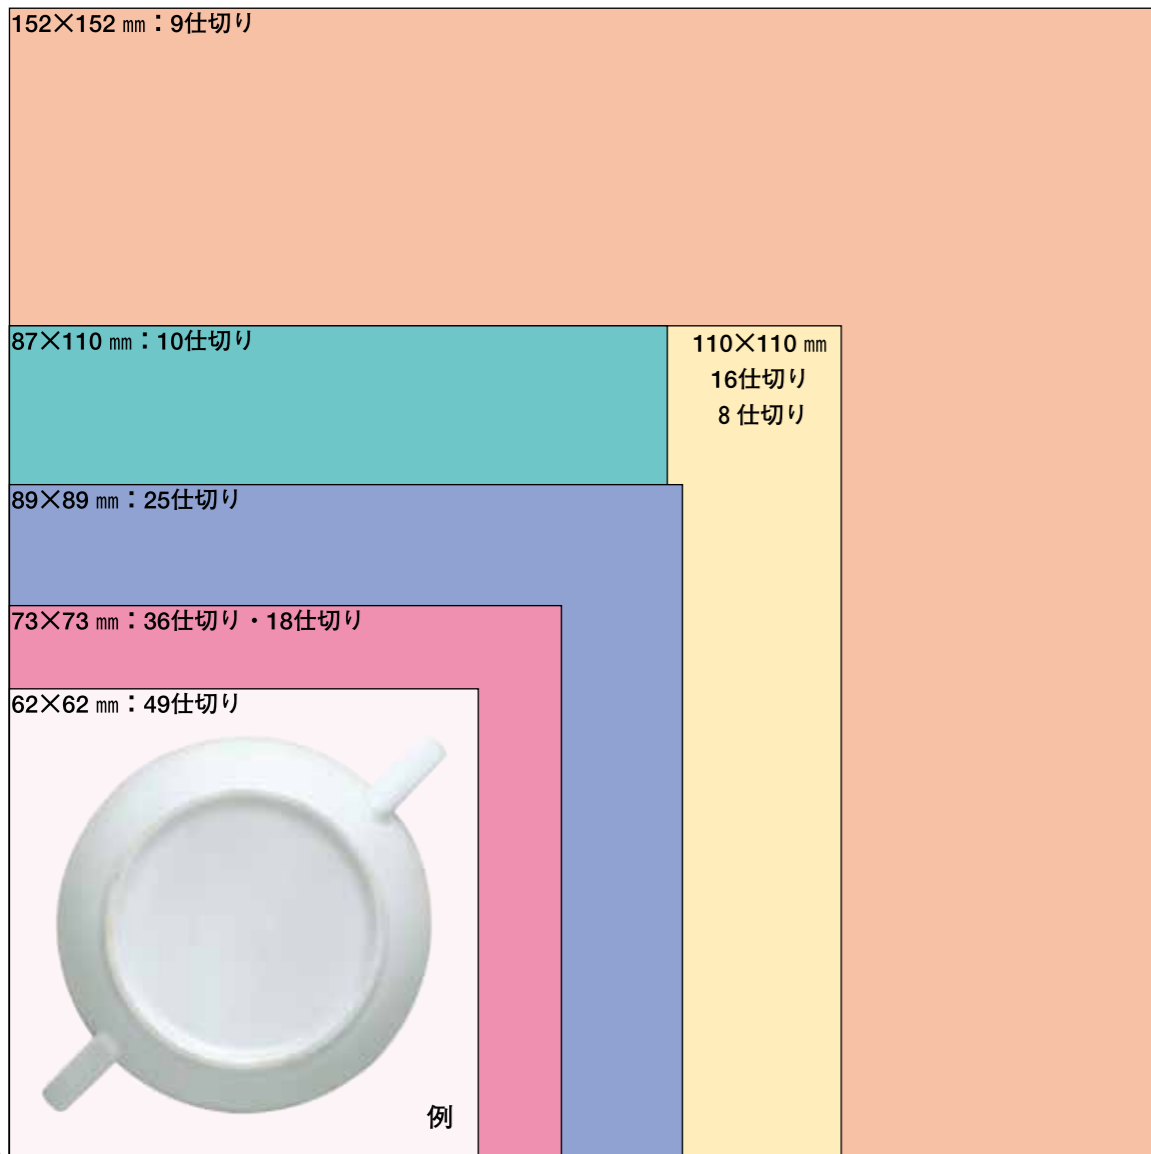 152×152 ㎜：9仕切り
87×110 ㎜：10仕切り
110×110 ㎜
16仕切り
8 仕切り
89×89 ㎜：25仕切り
73×73 ㎜：36仕切り・18仕切り
62×62 ㎜：49仕切り
例